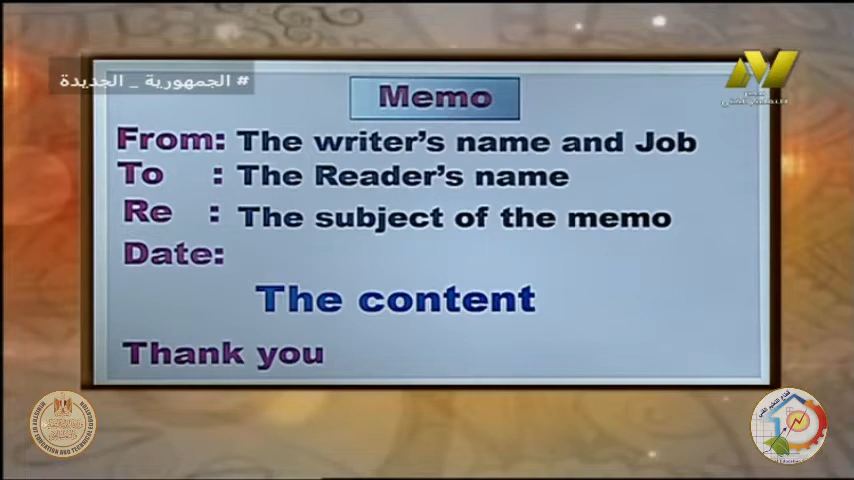 # الجمهورية _ الجديدة
Memo
From: The writer's name and Job
To : The Reader's name
Re : The subject of the memo
Date:
The content
Thank you